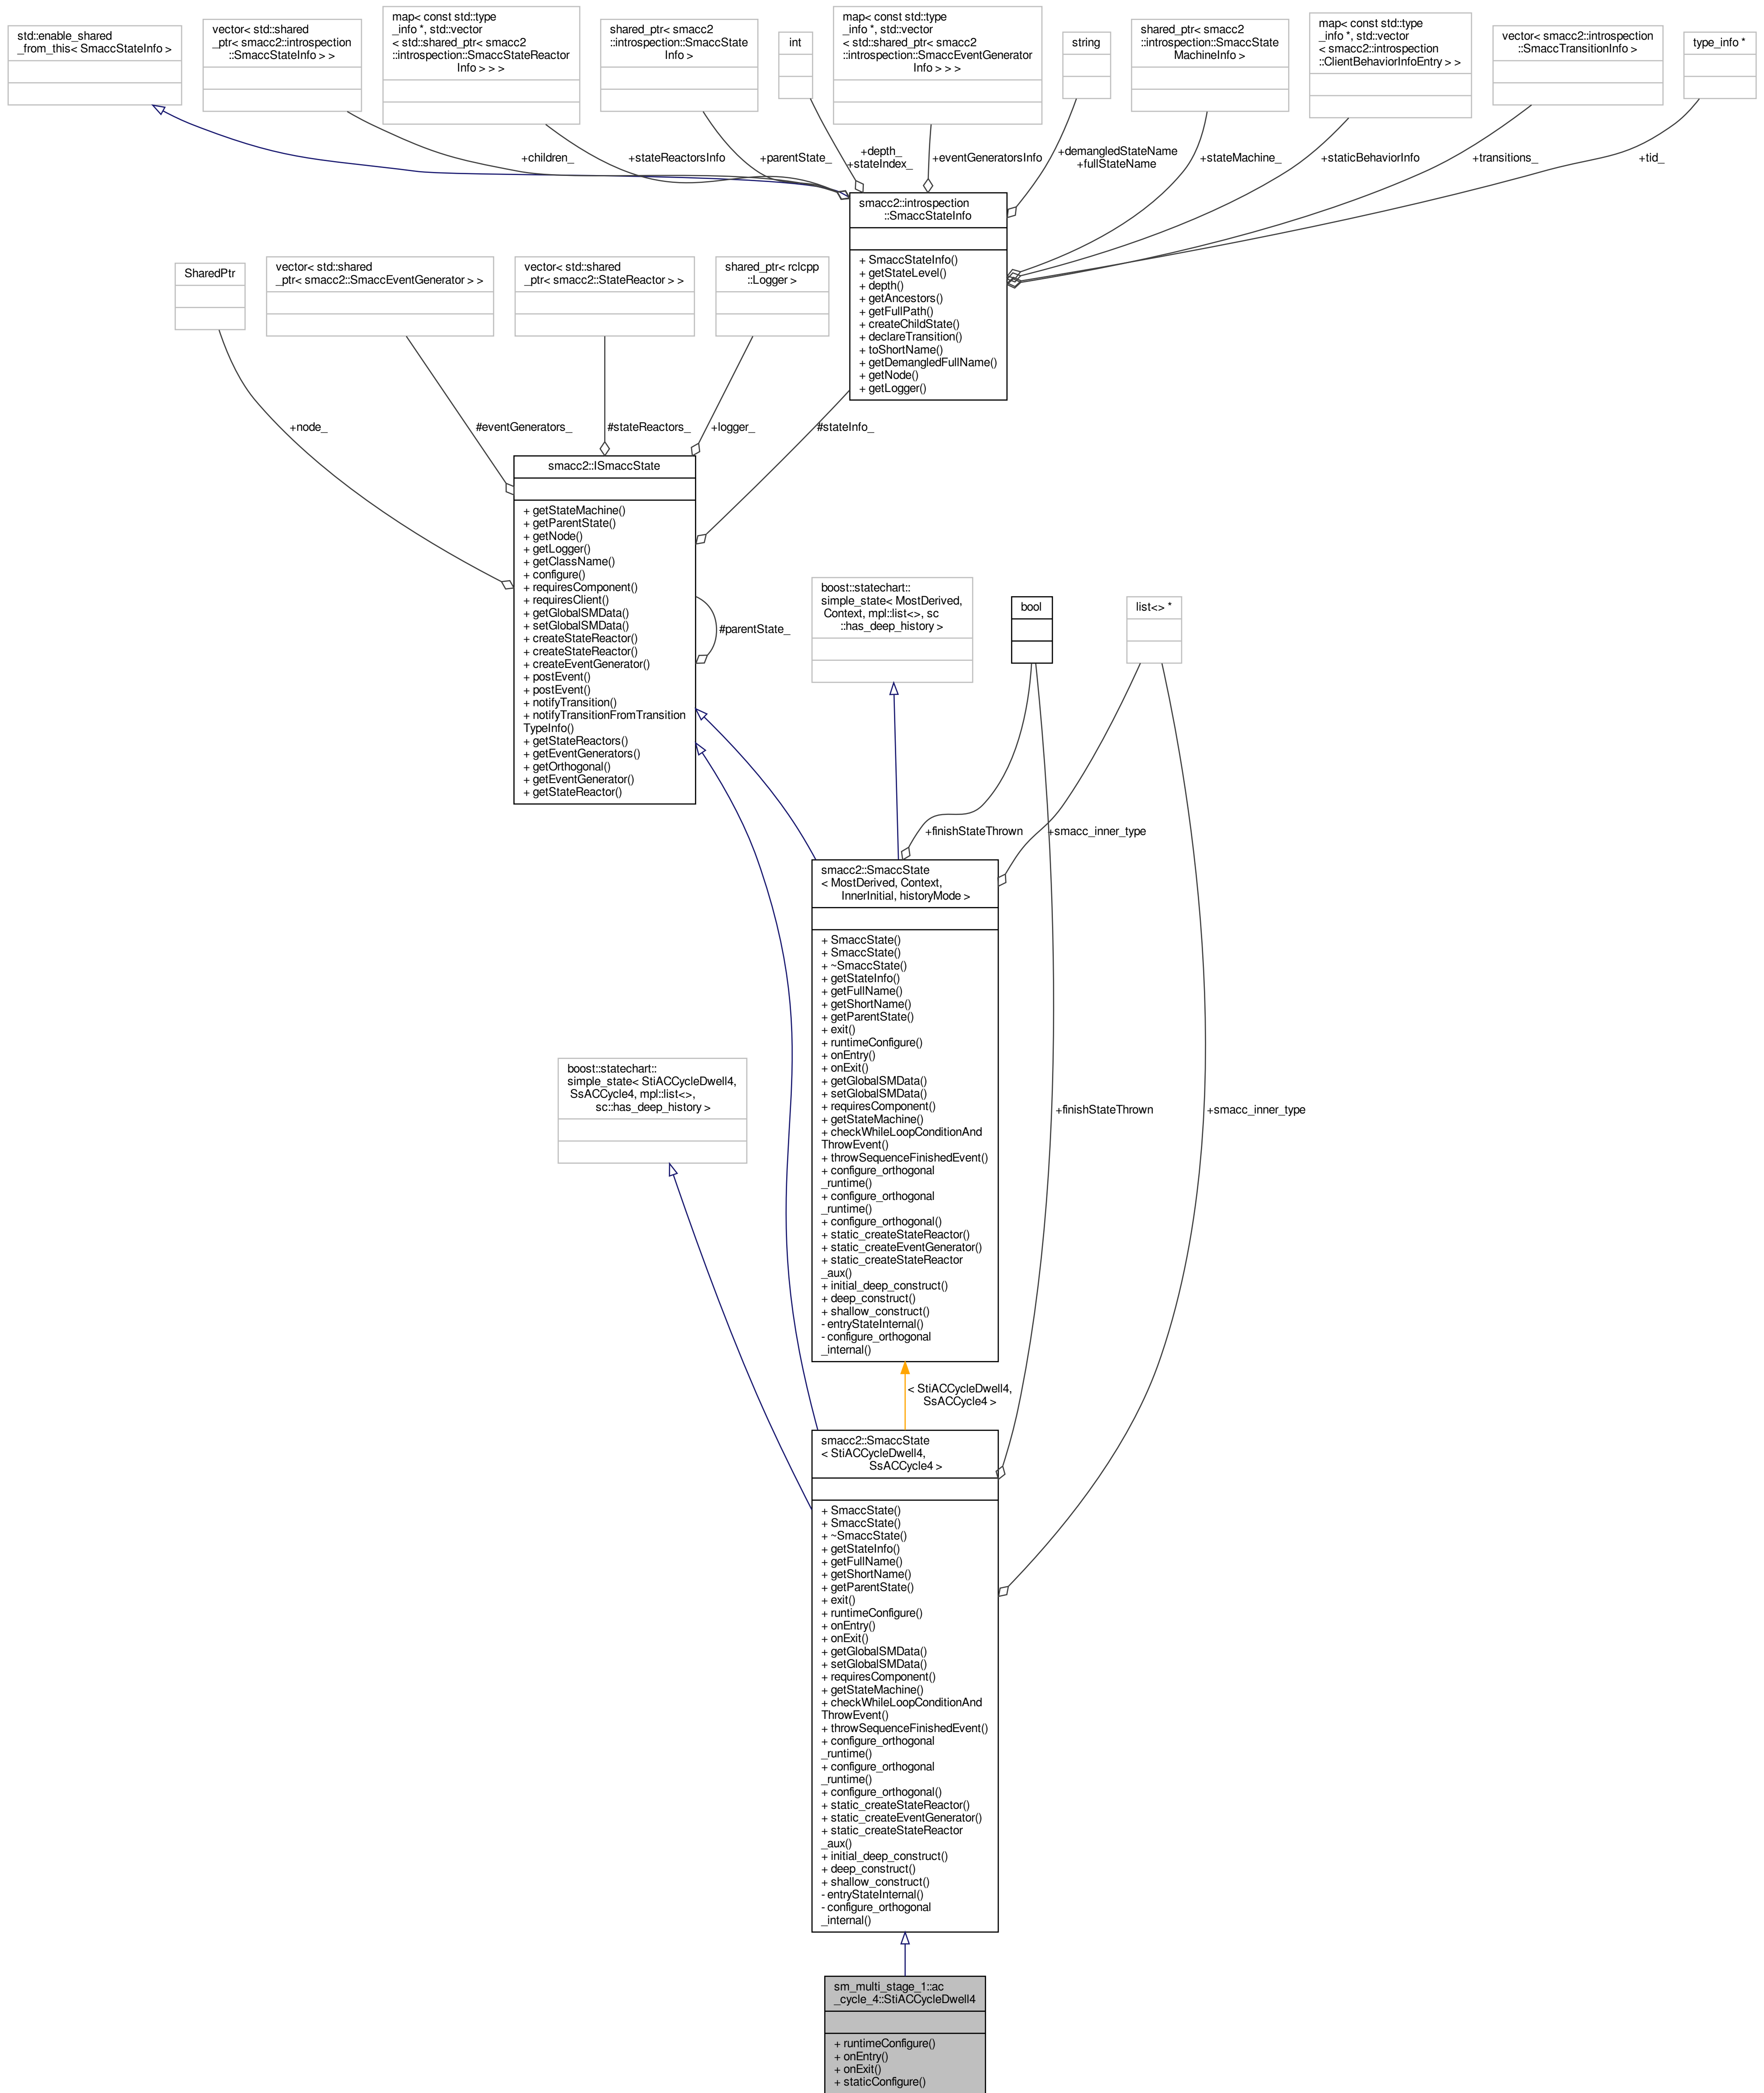 std::enable_shared
_from_this< SmaccStateInfo >
vector< std::shared
_ptr< smacc2::introspection
::SmaccStateInfo > >
map< const std::type
_info *, std::vector
< std::shared_ptr< smacc2
::introspection::SmaccStateReactor
Info > > >
shared_ptr< smacc2
::introspection::SmaccState
Info >
int
map< const std::type
_info *, std::vector
< std::shared_ptr< smacc2
::introspection::SmaccEventGenerator
Info > > >
string
shared_ptr< smacc2
::introspection::SmaccState
MachineInfo >
map< const std::type
_info *, std::vector
< smacc2::introspection
::ClientBehaviorInfoEntry > >
vector< smacc2::introspection
::SmaccTransitionInfo >
type_info *
+children_
+stateReactorsInfo
+parentState_
+depth_
+stateIndex_
+eventGeneratorsInfo
+demangledStateName
+fullStateName
+stateMachine_
+staticBehaviorInfo
+transitions_
+tid_
smacc2::introspection
::SmaccStateInfo
+ SmaccStateInfo()
+ getStateLevel()
+ depth()
+ getAncestors()
+ getFullPath()
+ createChildState()
+ declareTransition()
+ toShortName()
+ getDemangledFullName()
+ getNode()
+ getLogger()
SharedPtr
vector< std::shared
_ptr< smacc2::SmaccEventGenerator > >
vector< std::shared
_ptr< smacc2::StateReactor > >
shared_ptr< rclcpp
::Logger >
+node_
#eventGenerators_
#stateReactors_
+logger_
#stateInfo_
smacc2::ISmaccState
+ getStateMachine()
+ getParentState()
+ getNode()
+ getLogger()
+ getClassName()
+ configure()
+ requiresComponent()
+ requiresClient()
+ getGlobalSMData()
+ setGlobalSMData()
+ createStateReactor()
+ createStateReactor()
+ createEventGenerator()
+ postEvent()
+ postEvent()
+ notifyTransition()
+ notifyTransitionFromTransition
TypeInfo()
+ getStateReactors()
+ getEventGenerators()
+ getOrthogonal()
+ getEventGenerator()
+ getStateReactor()
#parentState_
boost::statechart::
simple_state< MostDerived,
Context, mpl::list<>, sc
::has_deep_history >
bool
list<> *
+finishStateThrown
+smacc_inner_type
smacc2::SmaccState
< MostDerived, Context,
InnerInitial, historyMode >
+ SmaccState()
+ SmaccState()
+ ~SmaccState()
+ getStateInfo()
+ getFullName()
+ getShortName()
+ getParentState()
+ exit()
+ runtimeConfigure()
+ onEntry()
+ onExit()
+ getGlobalSMData()
+ setGlobalSMData()
+ requiresComponent()
+ getStateMachine()
+ checkWhileLoopConditionAnd
ThrowEvent()
+ throwSequenceFinishedEvent()
+ configure_orthogonal
_runtime()
+ configure_orthogonal
_runtime()
+ configure_orthogonal()
+ static_createStateReactor()
+ static_createEventGenerator()
+ static_createStateReactor
_aux()
+ initial_deep_construct()
+ deep_construct()
+ shallow_construct()
- entryStateInternal()
- configure_orthogonal
_internal()
boost::statechart::
simple_state< StiACCycleDwell4,
SsACCycle4, mpl::list<>,
sc::has_deep_history >
+finishStateThrown
+smacc_inner_type
< StiACCycleDwell4,
SsACCycle4 >
smacc2::SmaccState
< StiACCycleDwell4,
SsACCycle4 >
+ SmaccState()
+ SmaccState()
+ ~SmaccState()
+ getStateInfo()
+ getFullName()
+ getShortName()
+ getParentState()
+ exit()
+ runtimeConfigure()
+ onEntry()
+ onExit()
+ getGlobalSMData()
+ setGlobalSMData()
+ requiresComponent()
+ getStateMachine()
+ checkWhileLoopConditionAnd
ThrowEvent()
+ throwSequenceFinishedEvent()
+ configure_orthogonal
_runtime()
+ configure_orthogonal
_runtime()
+ configure_orthogonal()
+ static_createStateReactor()
+ static_createEventGenerator()
+ static_createStateReactor
_aux()
+ initial_deep_construct()
+ deep_construct()
+ shallow_construct()
- entryStateInternal()
- configure_orthogonal
_internal()
sm_multi_stage_1::ac
_cycle_4::StiACCycleDwell4
+ runtimeConfigure()
+ onEntry()
+ onExit()
+ staticConfigure()